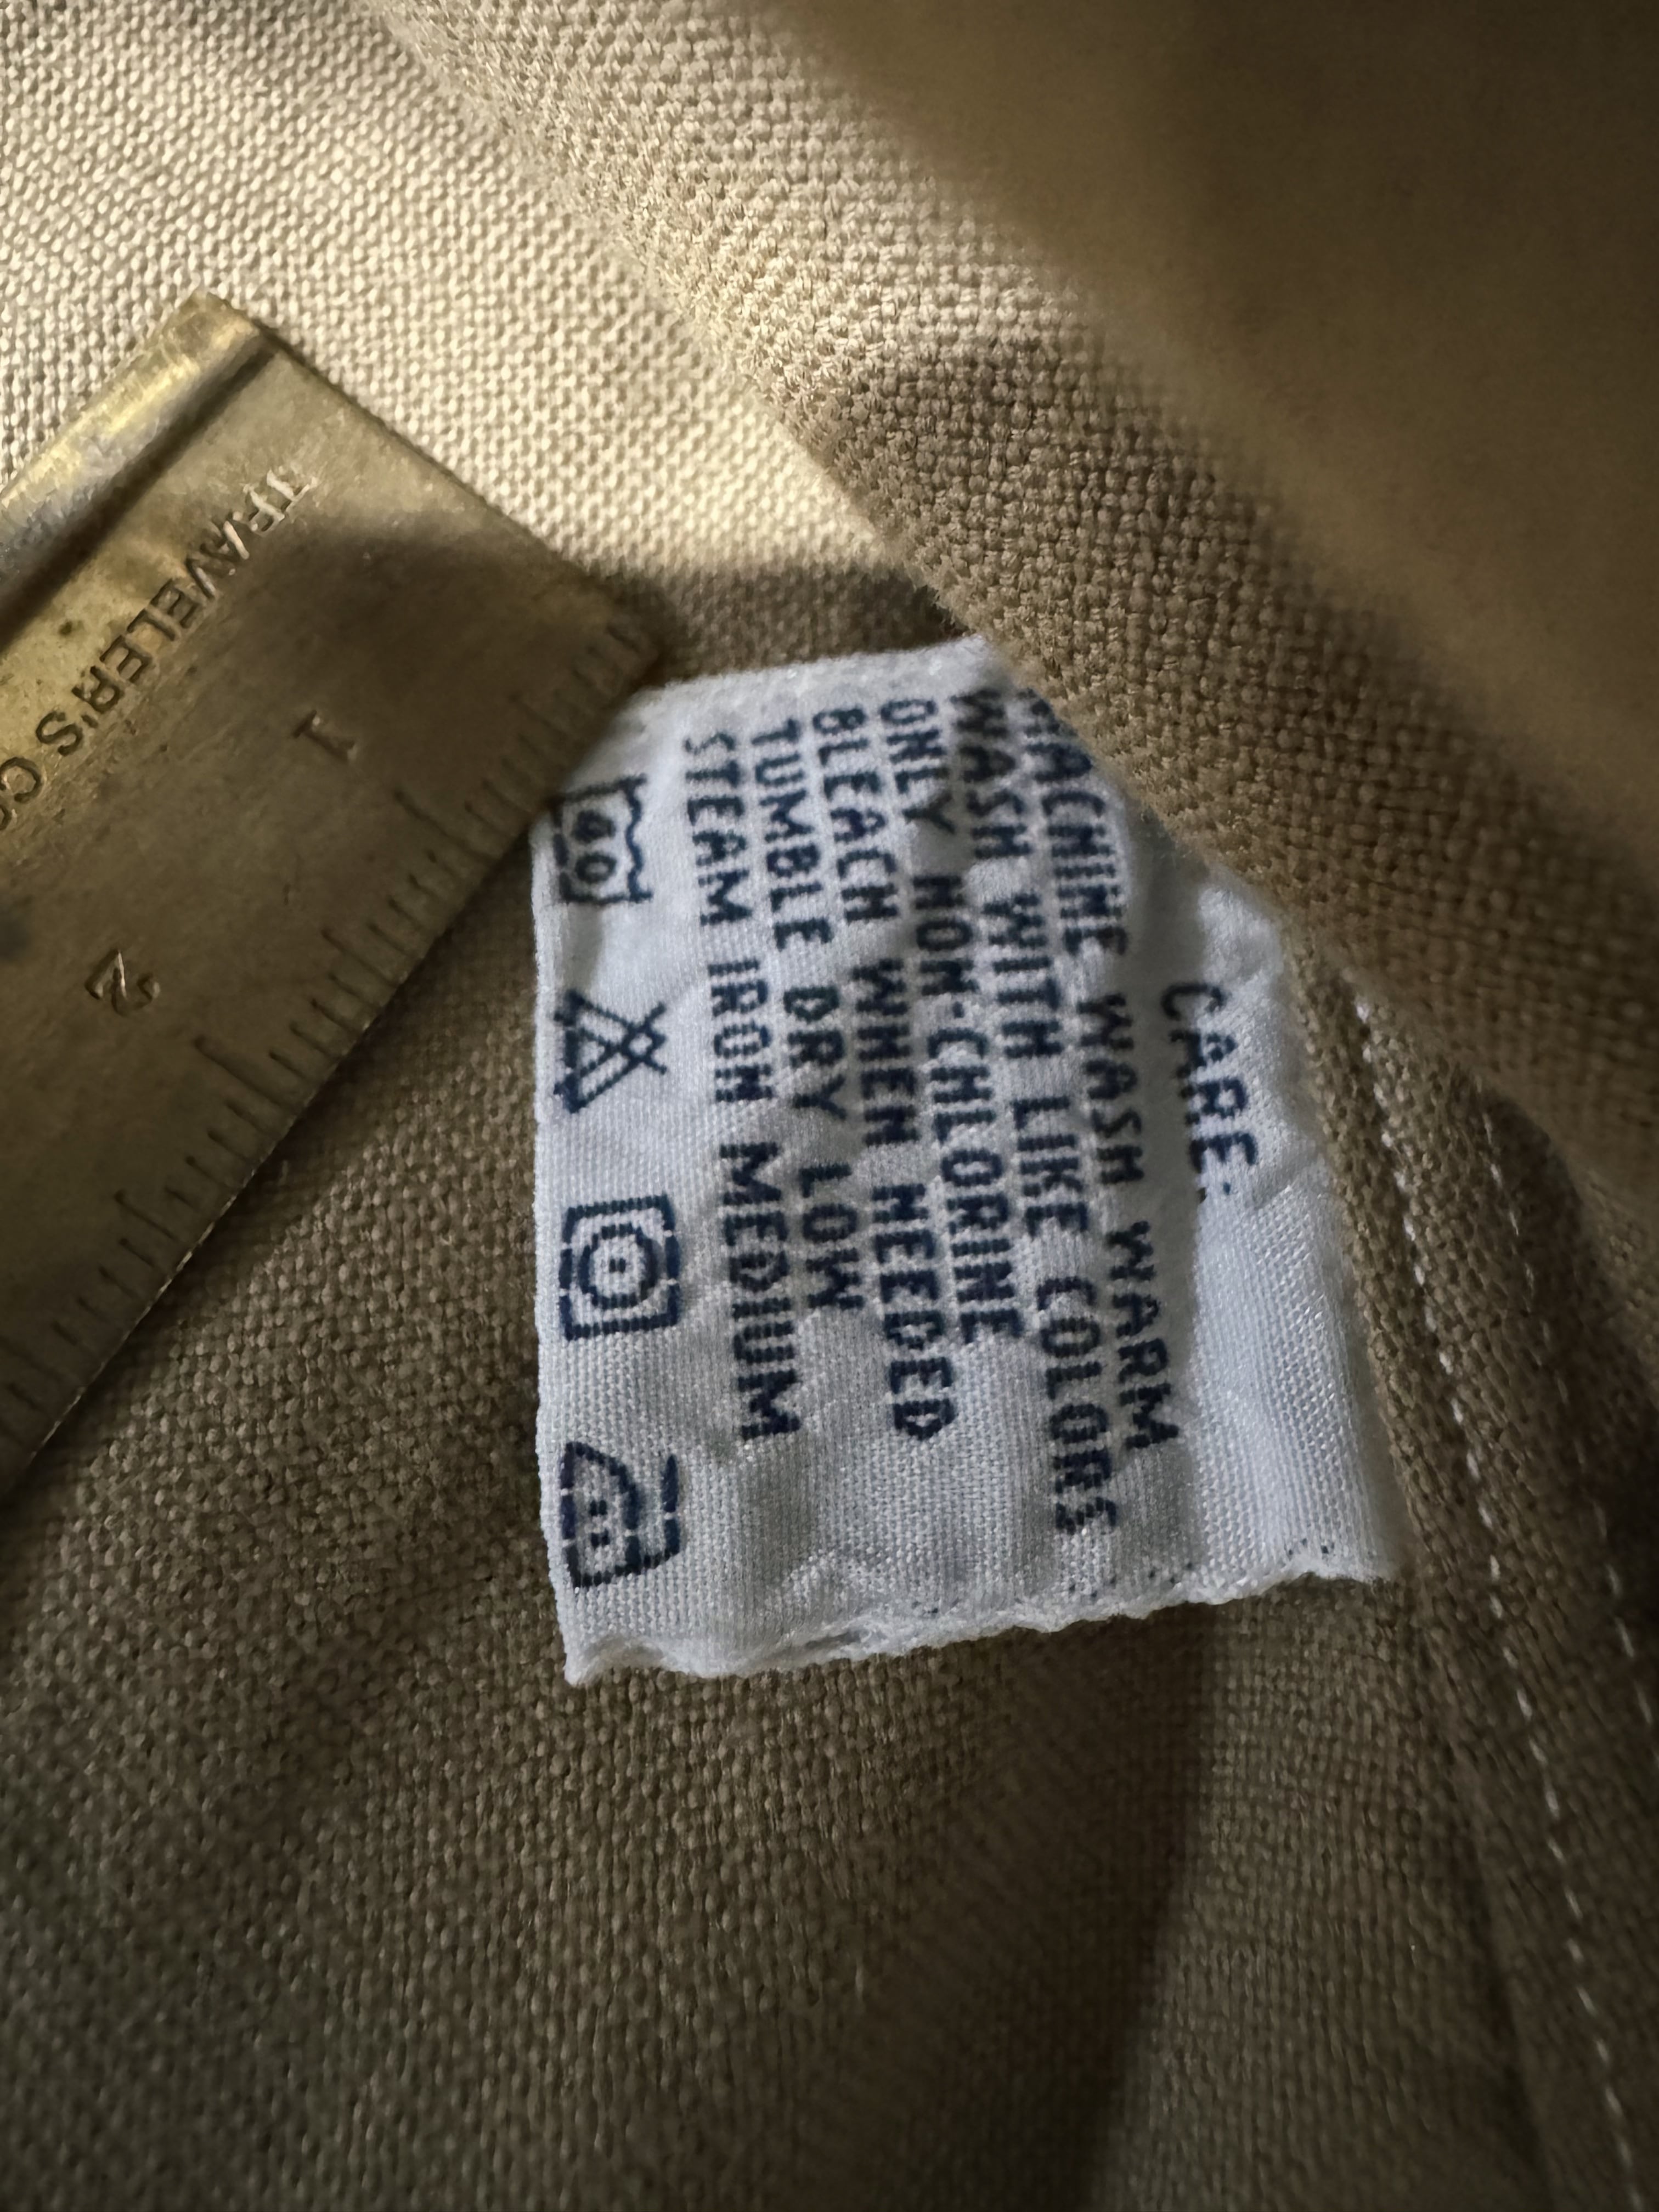 CARE:
MACHINE WASH WARM
WASH WITH LIKE COLORS
ONLY NON-CHLORINE
BLEACH WHEN NEEDED
TUMBLE DRY LOW
STEAM IRON MEDIUM
40
TRAVELER'S CO
1
2